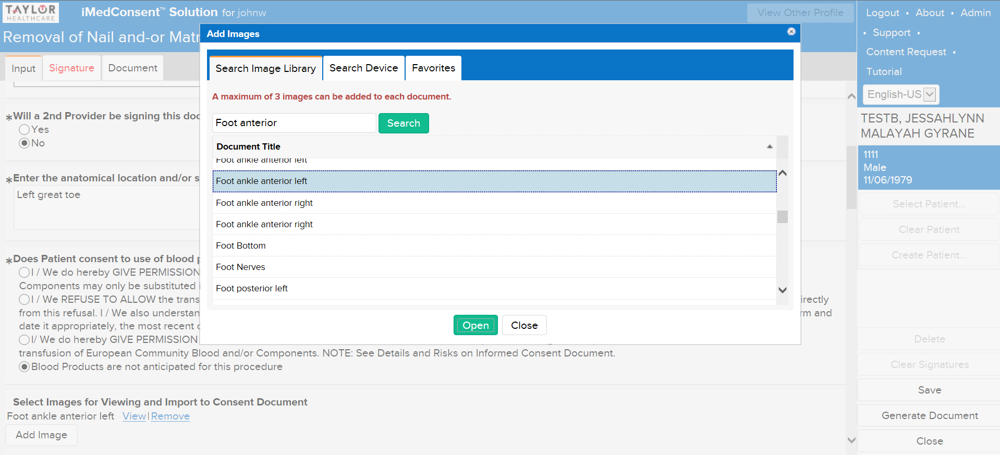 TAYLOR
HEALTHCARE
iMedConsent™ Solution for johnw
View Other Profile
Logout • About • Admin
• Support •
Content Request •
Tutorial
English-US
Removal of Nail and-or Matr
Input
Signature
Document
Add Images
Search Image Library
Search Device
Favorites
A maximum of 3 images can be added to each document.
Foot anterior
Search
Document Title
Foot ankle anterior left
Foot ankle anterior left
Foot ankle anterior right
Foot ankle anterior right
Foot Bottom
Foot Nerves
Foot posterior left
Open
Close
*Will a 2nd Provider be signing this doc
Yes
No
*Enter the anatomical location and/or s
Left great toe
*Does Patient consent to use of blood p
I / We do hereby GIVE PERMISSION
Components may only be substituted i
I / We REFUSE TO ALLOW the trans
irectly
from this refusal. I / We also understan
rm and
date it appropriately, the most recent c
I/ We do hereby GIVE PERMISSION
transfusion of European Community Blood and/or Components. NOTE: See Details and Risks on Informed Consent Document.
Blood Products are not anticipated for this procedure
Select Images for Viewing and Import to Consent Document
Foot ankle anterior left View | Remove
Add Image
TESTB, JESSAHLYNN
MALAYAH GYRANE
1111
Male
11/06/1979
Select Patient...
Clear Patient
Create Patient...
Delete
Clear Signatures
Save
Generate Document
Close